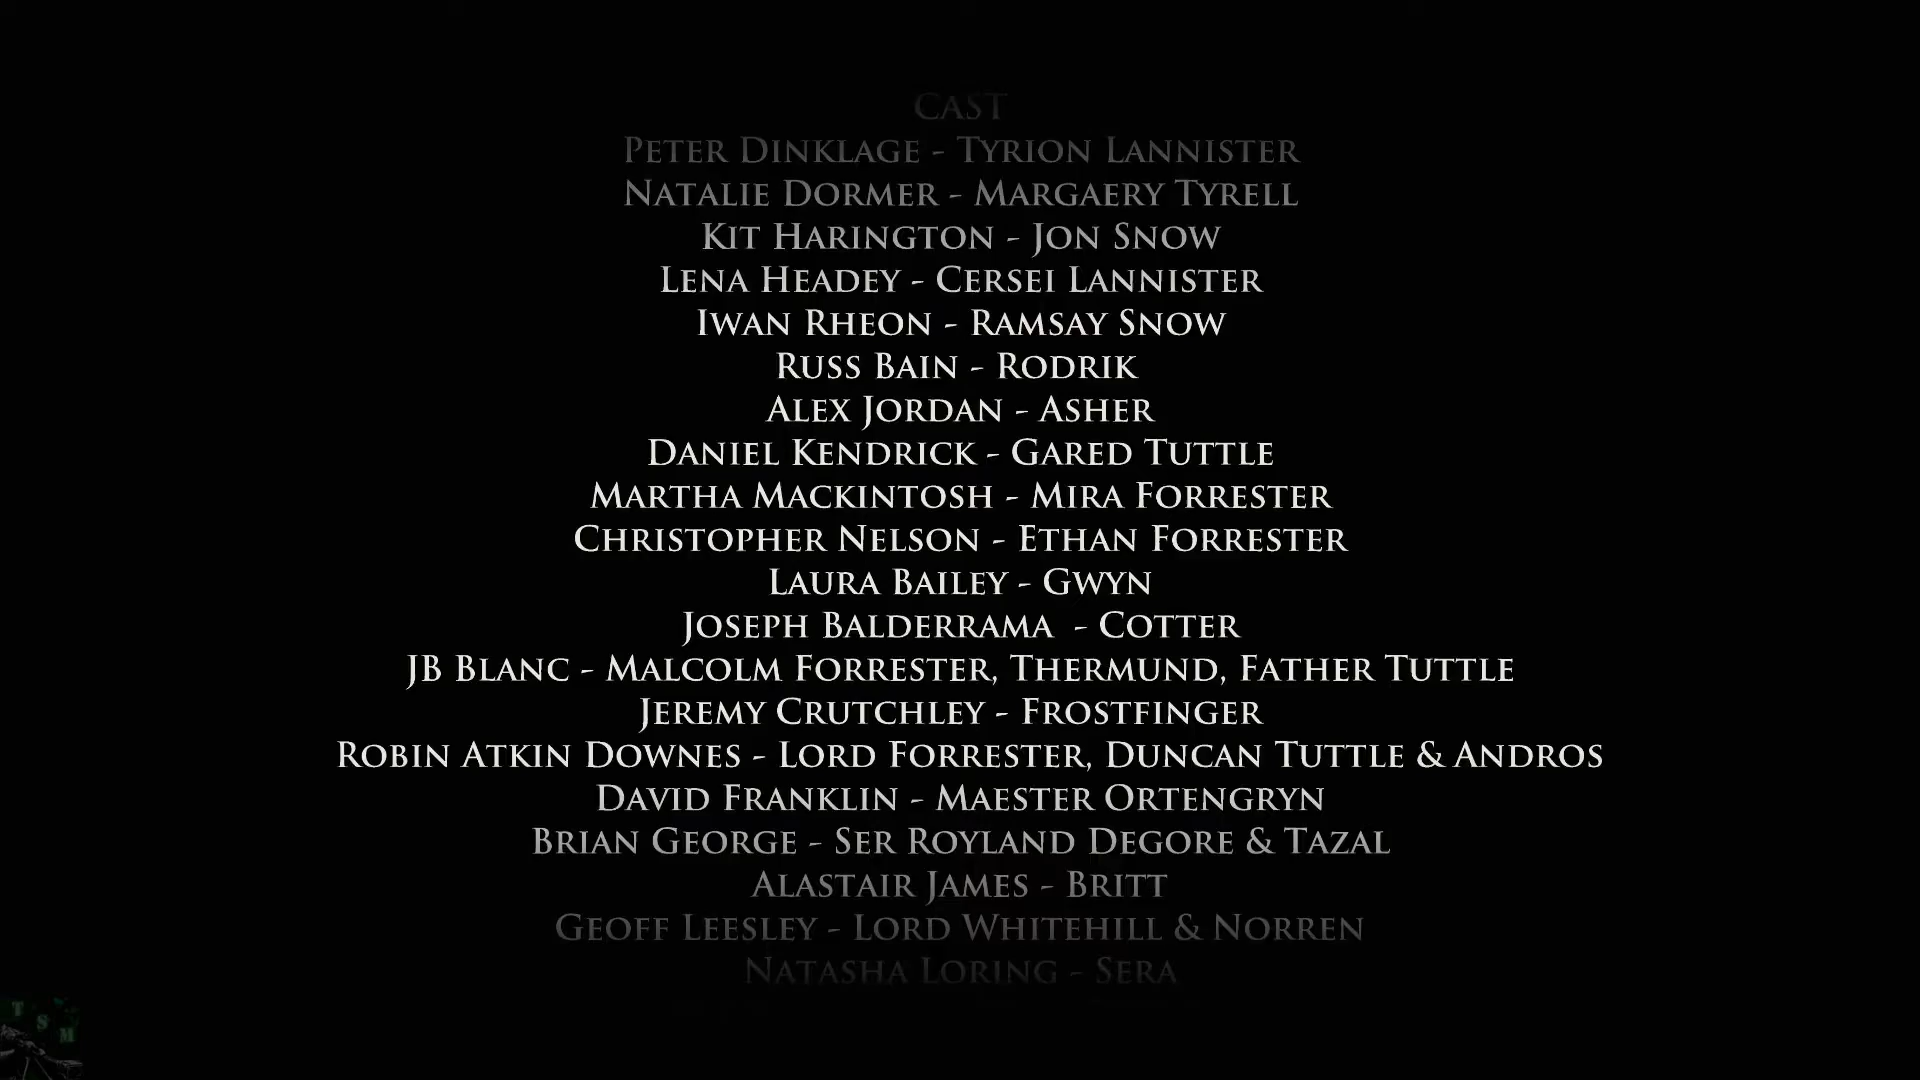 CAST
PETER DINKLAGE - TYRION LANNISTER
NATALIE DORMER - MARGAERY TYRELL
KIT HARINGTON - JON SNOW
LENA HEADEY - CERSEI LANNISTER
IWAN RHEON - RAMSAY SNOW
RUSS BAIN - RODRIK
ALEX JORDAN - ASHER
DANIEL KENDRICK - GARED TUTTLE
MARTHA MACKINTOSH - MIRA FORRESTER
CHRISTOPHER NELSON - ETHAN FORRESTER
LAURA BAILEY - GWYN
JOSEPH BALDERRAMA - COTTER
JB BLANC - MALCOLM FORRESTER, THERMUND, FATHER TUTTLE
JEREMY CRUTCHLEY - FROSTFINGER
ROBIN ATKIN DOWNES - LORD FORRESTER, DUNCAN TUTTLE & ANDROS
DAVID FRANKLIN - MAESTER ORTENGRYN
BRIAN GEORGE - SER ROYLAND DEGORE & TAZAL
ALASTAIR JAMES - BRITT
GEOFF LEESLEY - LORD WHITEHILL & NORREN
NATASHA LORING - SERA
TSM